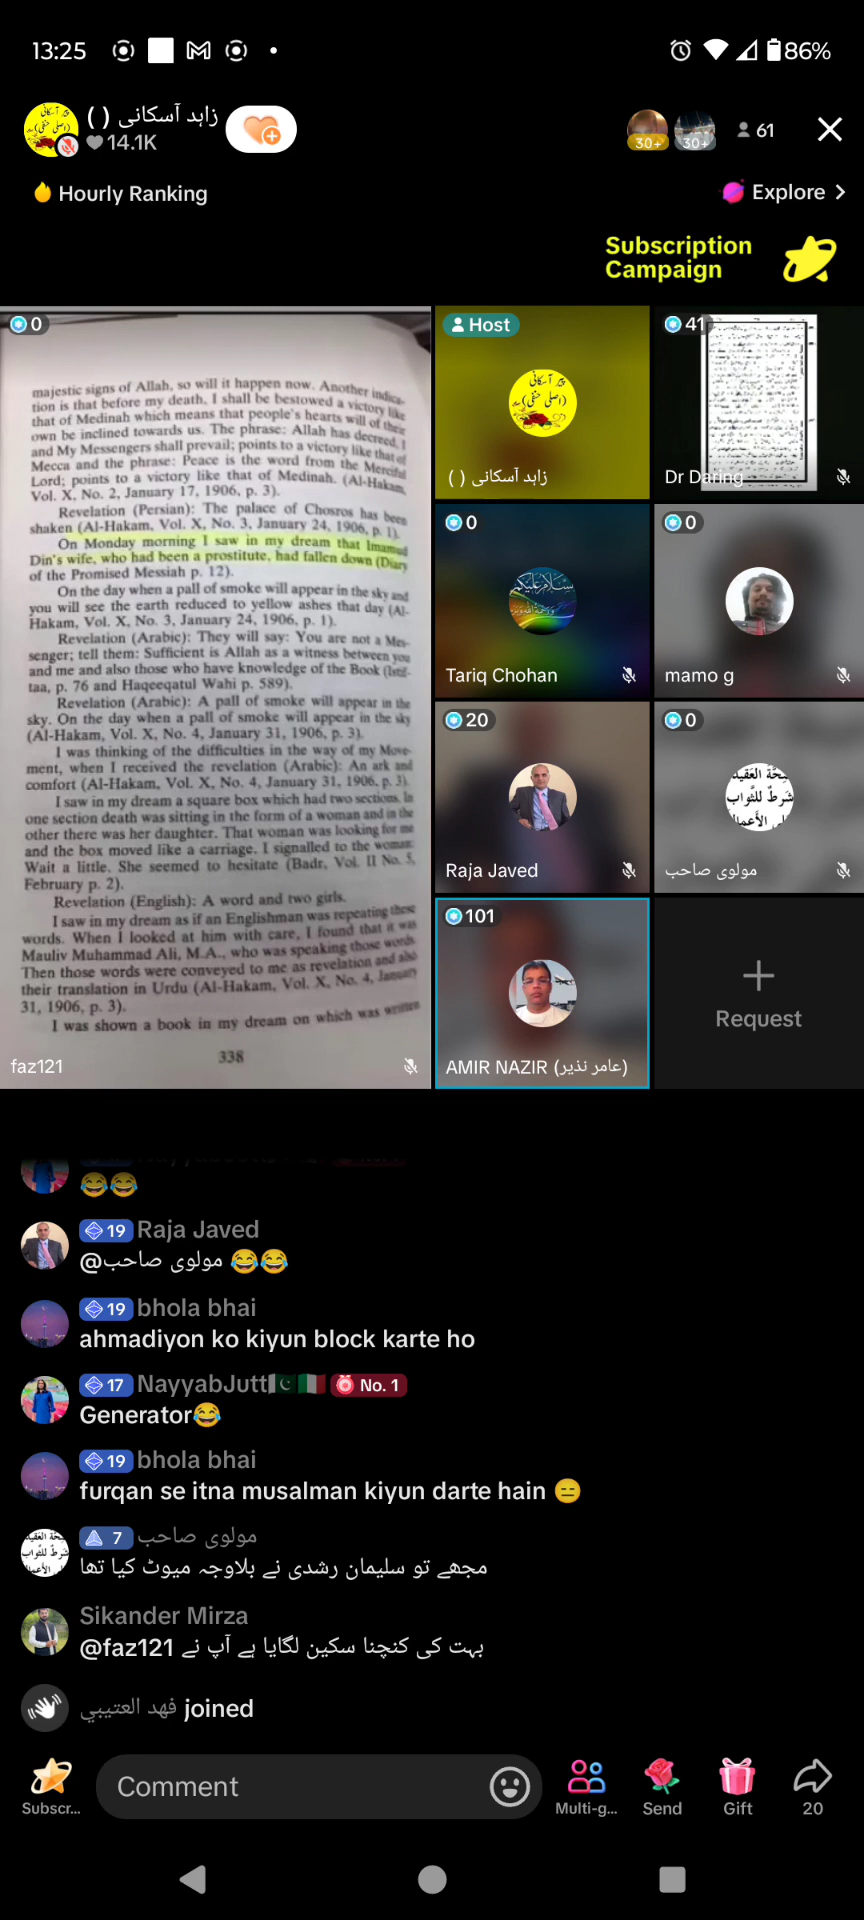 13:25
86%
زاہد آسکانی ( )
14.1K
30+
30+
61
Hourly Ranking
Explore
Subscription
Campaign
0
majestic signs of Allah, so will it happen now. Another indica-
tion is that before my death, I shall be bestowed a victory like
that of Medinah which means that people's hearts will of their
own be inclined towards us. The phrase: Allah has decreed, I
and My Messengers shall prevail; points to a victory like that of
Mecca and the phrase: Peace is the word from the Merciful
Lord; points to a victory like that of Medinah. (Al-Hakam,
Vol. X, No. 2, January 17, 1906, p. 3).
Revelation (Persian): The palace of Chosros has been
shaken (Al-Hakam, Vol. X, No. 3, January 24, 1906, p. 1).
On Monday morning I saw in my dream that Imamud
Din's wife, who had been a prostitute, had fallen down (Diary
of the Promised Messiah p. 12).
On the day when a pall of smoke will appear in the sky and
you will see the earth reduced to yellow ashes that day (Al-
Hakam, Vol. X, No. 3, January 24, 1906, p. 1).
Revelation (Arabic): They will say: You are not a Mes-
senger; tell them: Sufficient is Allah as a witness between you
and me and also those who have knowledge of the Book (Istif-
taa, p. 76 and Haqeeqatul Wahi p. 589).
Revelation (Arabic): A pall of smoke will appear in the
sky. On the day when a pall of smoke will appear in the sky
(Al-Hakam, Vol. X, No. 4, January 31, 1906, p. 3).
I was thinking of the difficulties in the way of my Move-
ment, when I received the revelation (Arabic): An ark and
comfort (Al-Hakam, Vol. X, No. 4, January 31, 1906, p. 3).
I saw in my dream a square box which had two sections. In
one section death was sitting in the form of a woman and in the
other there was her daughter. That woman was looking for me
and the box moved like a carriage. I signalled to the woman:
Wait a little. She seemed to hesitate (Badr, Vol. II No. 5,
February p. 2).
Revelation (English): A word and two girls.
I saw in my dream as if an Englishman was repeating these
words. When I looked at him with care, I found that it was
Mauliv Muhammad Ali, M.A., who was speaking those words.
Then those words were conveyed to me as revelation and also
their translation in Urdu (Al-Hakam, Vol. X, No. 4, January
31, 1906, p. 3).
I was shown a book in my dream on which was written
338
faz121
Host
پیر آسکانی
(اصلی حنفی)
زاہد آسکانی ( )
41
Dr Daring
0
Tariq Chohan
0
mamo g
20
Raja Javed
0
شرطٌ للثَّواب
مولوی صاحب
101
AMIR NAZIR (عامر نذیر)
Request
😂😂
19 Raja Javed
@مولوی صاحب 😂😂
19 bhola bhai
ahmadiyon ko kiyun block karte ho
17 NayyabJutt🇵🇰🇮🇹 No. 1
Generator😂
19 bhola bhai
furqan se itna musalman kiyun darte hain 😑
7 مولوی صاحب
مجھے تو سلیمان رشدی نے بلاوجہ میوٹ کیا تھا
Sikander Mirza
@faz121 بہت کی کنچنا سکین لگایا ہے آپ نے
فهد العتيبي joined
Subscr...
Comment
Multi-g...
Send
Gift
20